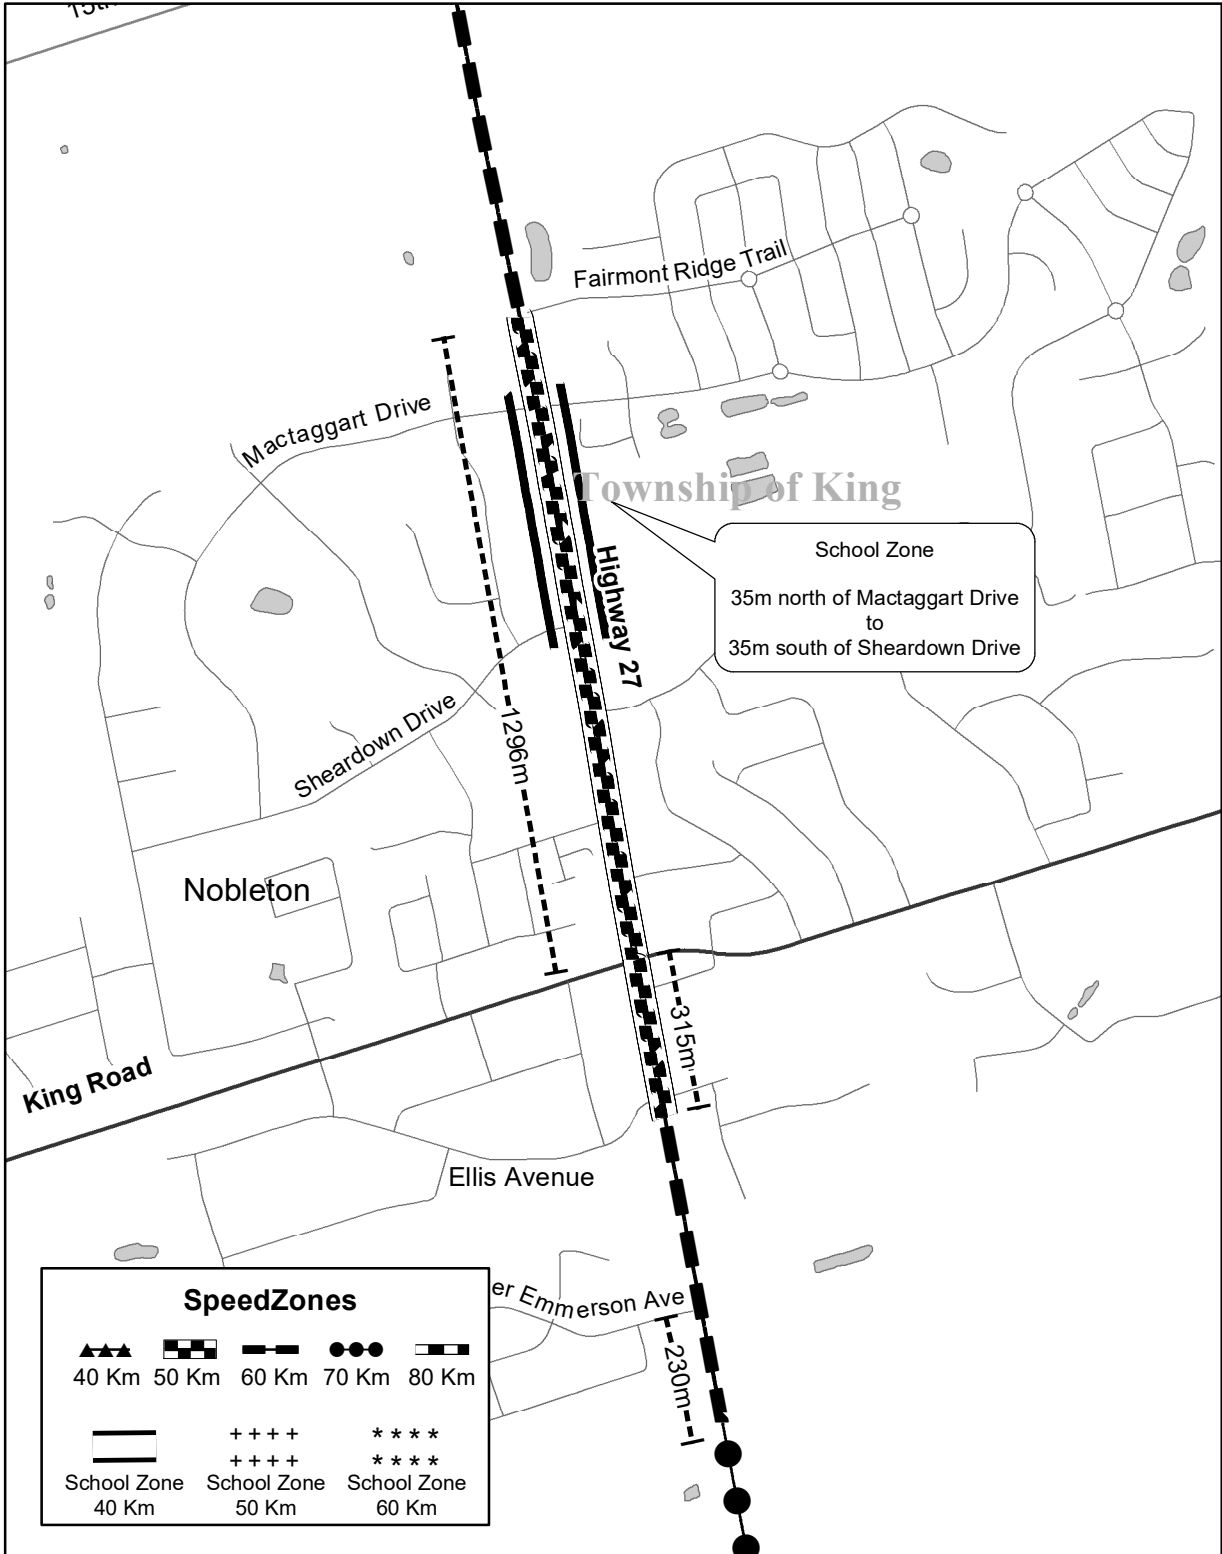 15th
Fairmont Ridge Trail
Mactaggart Drive
Township of King
School Zone
35m north of Mactaggart Drive
to
35m south of Sheardown Drive
Highway 27
Sheardown Drive
1296m
Nobleton
315m
King Road
Ellis Avenue
er Emmerson Ave
230m
SpeedZones
40 Km 50 Km 60 Km 70 Km 80 Km
School Zone School Zone School Zone
40 Km 50 Km 60 Km